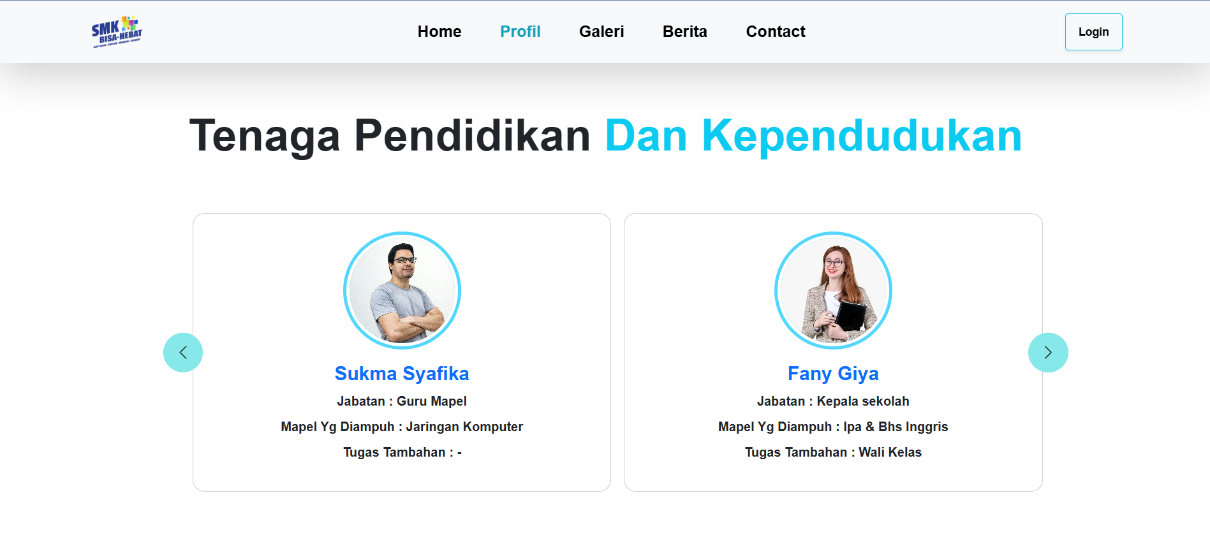 SMK
BISA-HEBAT
Home Profil Galeri Berita Contact Login
Tenaga Pendidikan Dan Kependudukan
Sukma Syafika
Jabatan : Guru Mapel
Mapel Yg Diampuh : Jaringan Komputer
Tugas Tambahan : -
Fany Giya
Jabatan : Kepala sekolah
Mapel Yg Diampuh : Ipa & Bhs Inggris
Tugas Tambahan : Wali Kelas